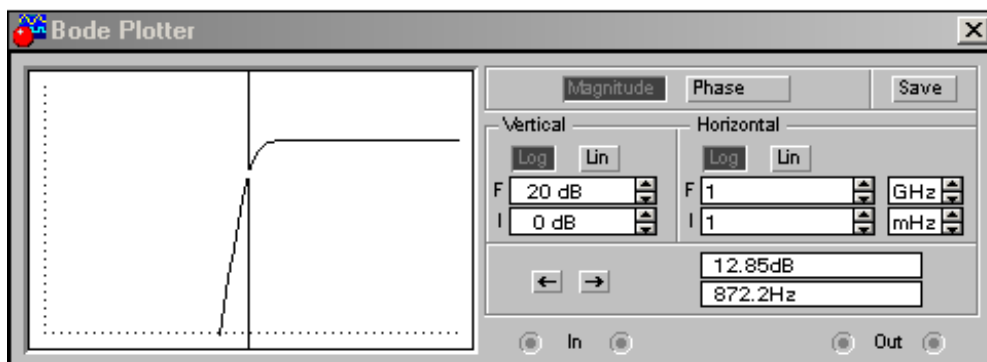 Bode Plotter
Magnitude Phase Save
Vertical Horizontal
Log Lin Log Lin
F 20 dB F 1 GHz
I 0 dB I 1 mHz
12.85dB
872.2Hz
In Out